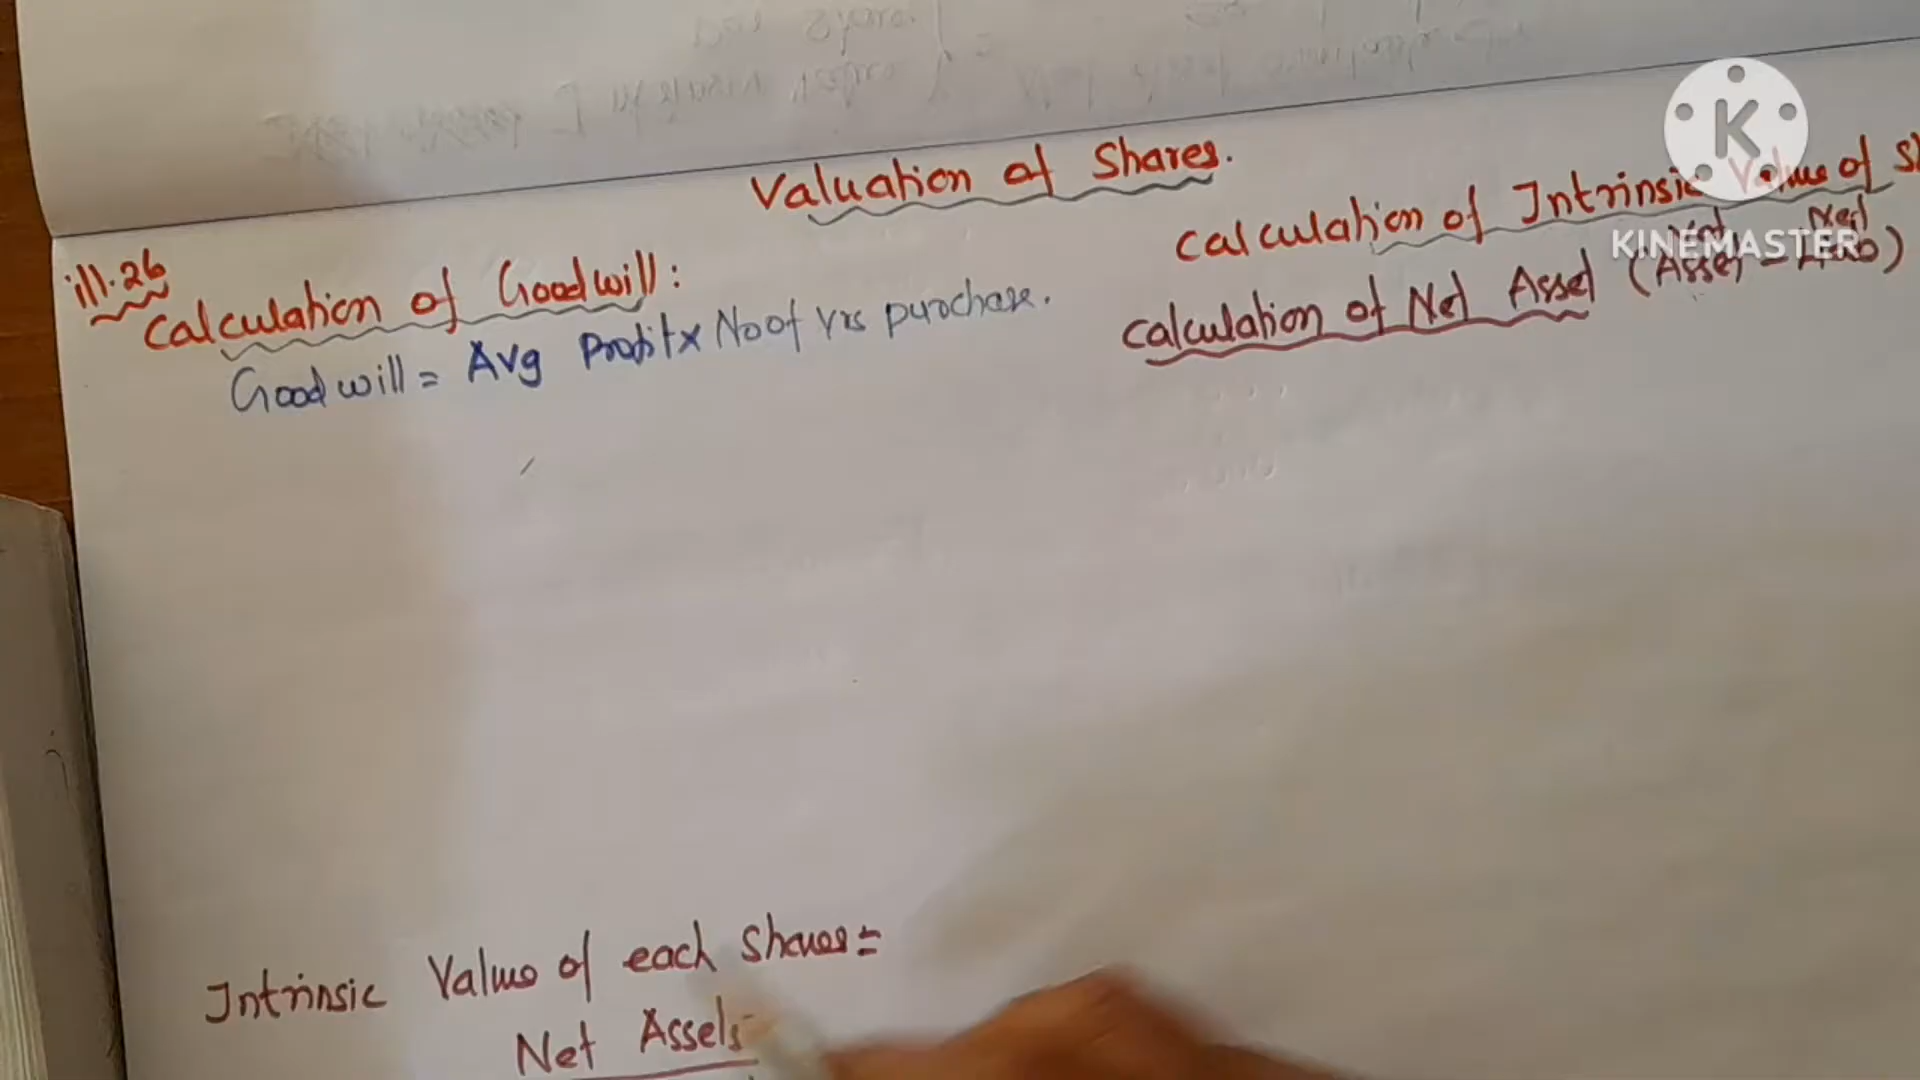 Valuation of Shares.
ill.26
Calculation of Goodwill:
Goodwill = Avg Profit x No of Yrs purchase.
Calculation of Intrinsic Value of
Calculation of Net Asset (Asset -
KINEMASTER
Intrinsic Value of each Shares =
Net Assets